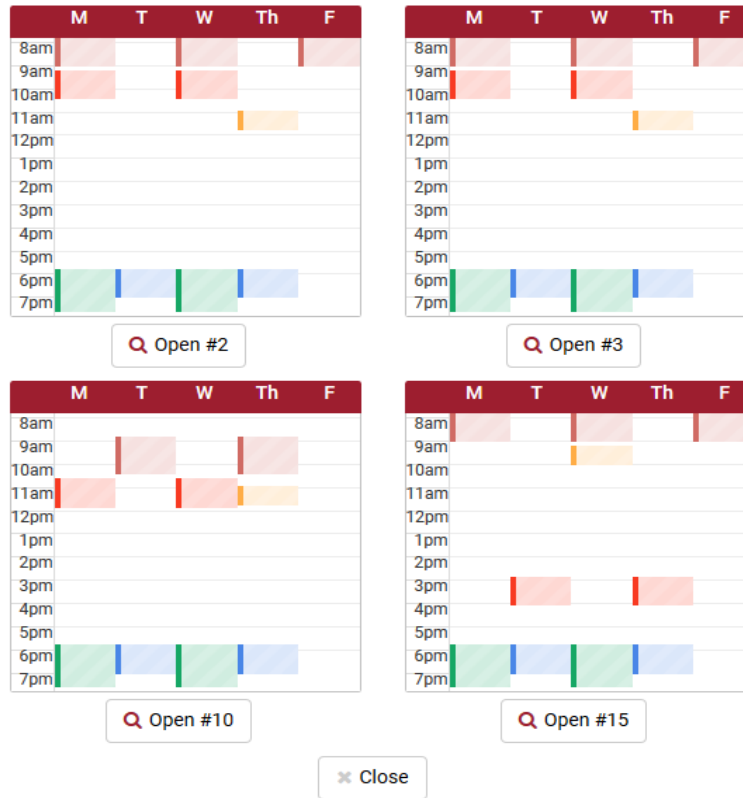 M T W Th F
8am
9am
10am
11am
12pm
1pm
2pm
3pm
4pm
5pm
6pm
7pm
Open #2
M T W Th F
8am
9am
10am
11am
12pm
1pm
2pm
3pm
4pm
5pm
6pm
7pm
Open #3
M T W Th F
8am
9am
10am
11am
12pm
1pm
2pm
3pm
4pm
5pm
6pm
7pm
Open #10
M T W Th F
8am
9am
10am
11am
12pm
1pm
2pm
3pm
4pm
5pm
6pm
7pm
Open #15
Close